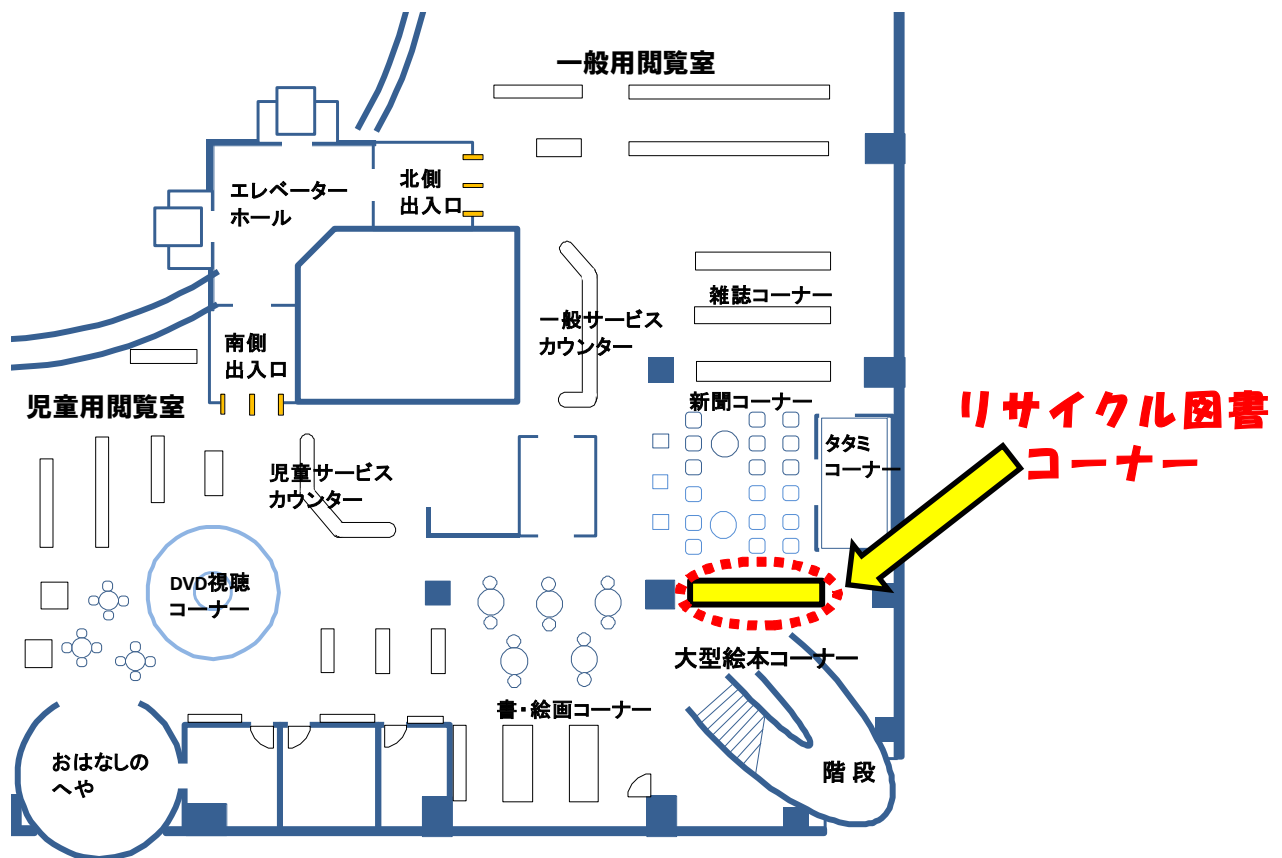 一般用閲覧室
エレベーター
ホール
北側
出入口
雑誌コーナー
一般サービス
カウンター
南側
出入口
児童用閲覧室
新聞コーナー
リサイクル図書
コーナー
タタミ
コーナー
児童サービス
カウンター
DVD視聴
コーナー
大型絵本コーナー
書・絵画コーナー
おはなしの
へや
階 段